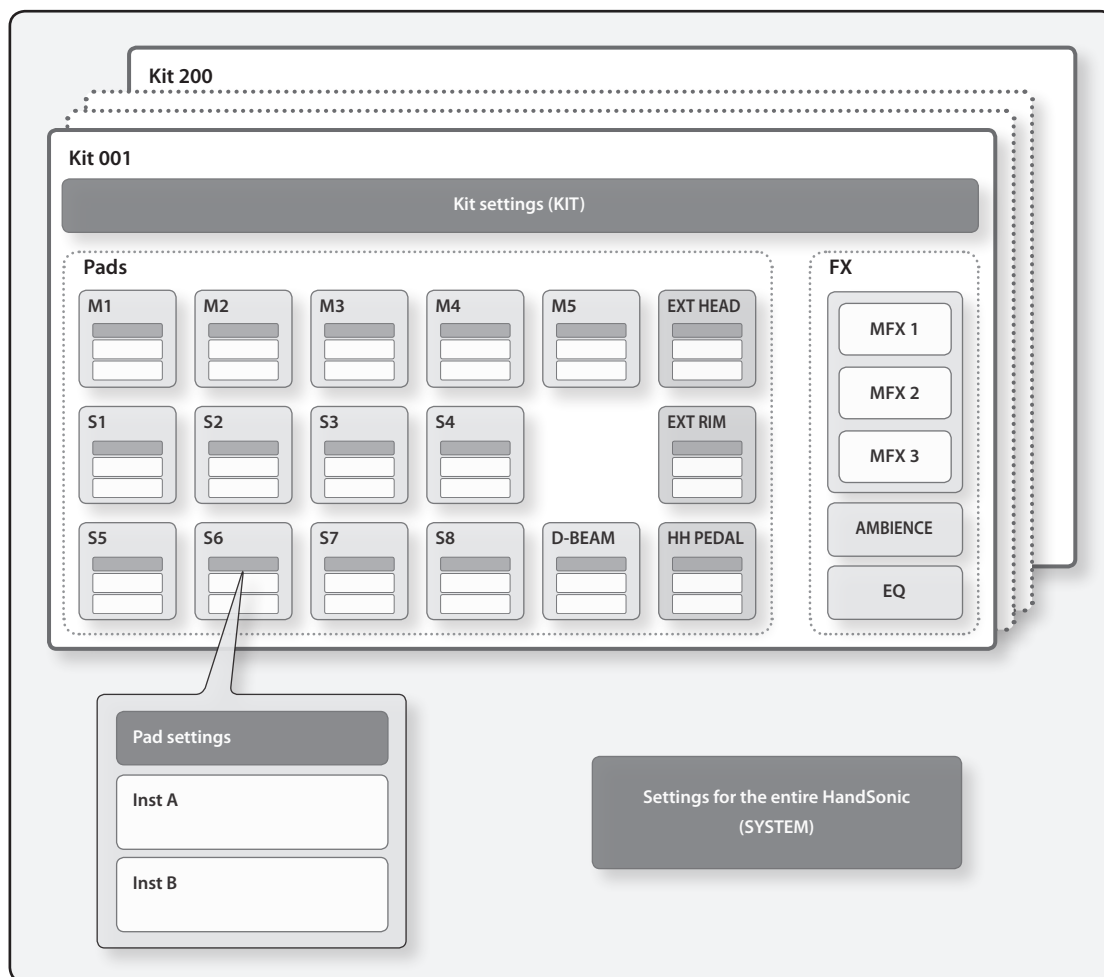 Kit 200
Kit 001
Kit settings (KIT)
Pads
FX
M1
M2
M3
M4
M5
EXT HEAD
MFX 1
MFX 2
MFX 3
S1
S2
S3
S4
EXT RIM
S5
S6
S7
S8
D-BEAM
HH PEDAL
AMBIENCE
EQ
Pad settings
Inst A
Inst B
Settings for the entire HandSonic
(SYSTEM)